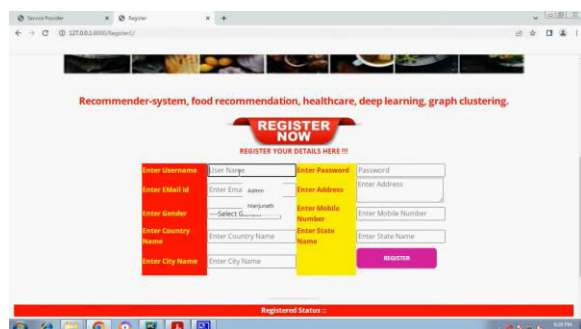 Service Provider
Register
127.0.0.1:8000/Register1/
Recommender-system, food recommendation, healthcare, deep learning, graph clustering.
REGISTER
NOW
REGISTER YOUR DETAILS HERE !!!
Enter Username User Name Enter Password Password
Enter EMail Id Enter Ema Admin Enter Address Enter Address
Manjunath
Enter Gender ----Select G Enter Mobile Number Enter Mobile Number
Enter Country Name Enter Country Name Enter State Name Enter State Name
Enter City Name Enter City Name REGISTER
Registered Status ::